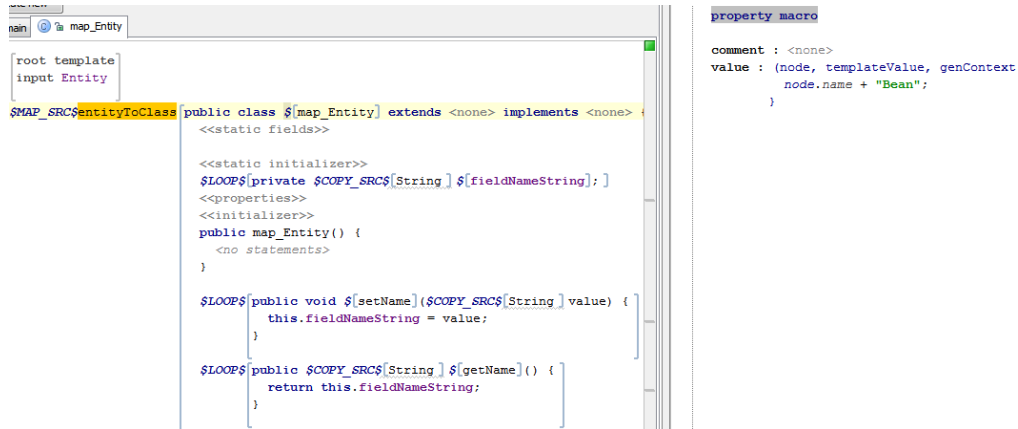 main
map_Entity
root template
input Entity
$MAP_SRC$entityToClass public class $[map_Entity] extends <none> implements <none> {
<<static fields>>
<<static initializer>>
$LOOP$[private $COPY_SRC$[String ] $[fieldNameString]; ]
<<properties>>
<<initializer>>
public map_Entity() {
<no statements>
}
$LOOP$[public void $[setName]($COPY_SRC$[String ] value) {
this.fieldNameString = value;
}
$LOOP$[public $COPY_SRC$[String ] $[getName]() {
return this.fieldNameString;
}
property macro
comment : <none>
value : (node, templateValue, genContext
node.name + "Bean";
}